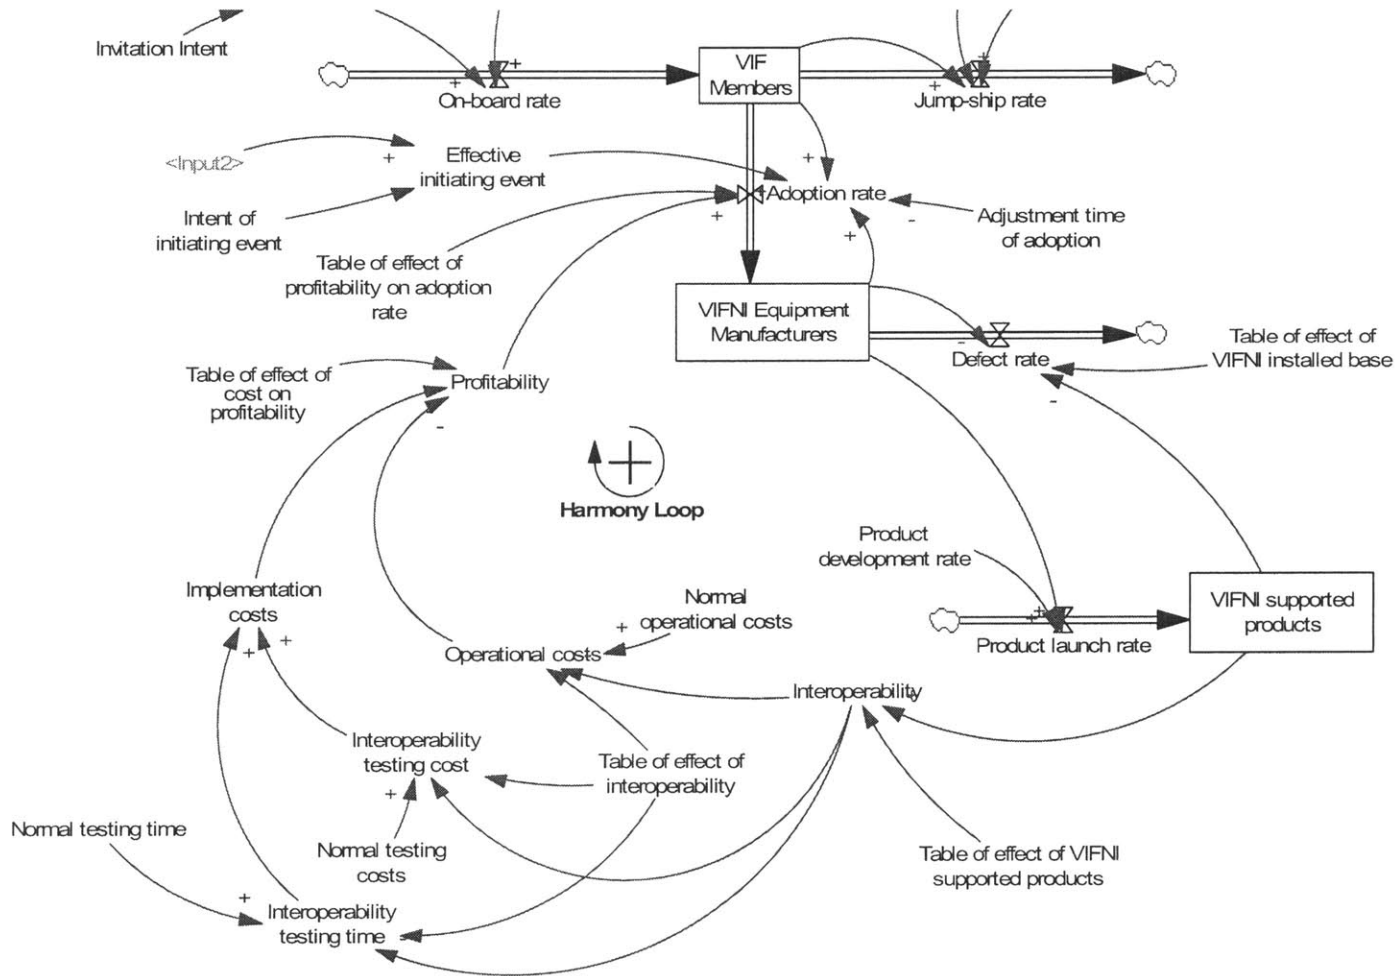 Invitation Intent
VIF
Members
On-board rate
Jump-ship rate
<Input2>
Effective
initiating event
Adoption rate
Intent of
initiating event
Adjustment time
of adoption
Table of effect of
profitability on adoption
rate
VIFNI Equipment
Manufacturers
Defect rate
Table of effect of
VIFNI installed base
Table of effect of
cost on
profitability
Profitability
Harmony Loop
Product
development rate
Implementation
costs
Normal
operational costs
VIFNI supported
products
Operational costs
Product launch rate
Interoperability
Interoperability
testing cost
Table of effect of
interoperability
Normal testing time
Normal testing
costs
Table of effect of VIFNI
supported products
Interoperability
testing time